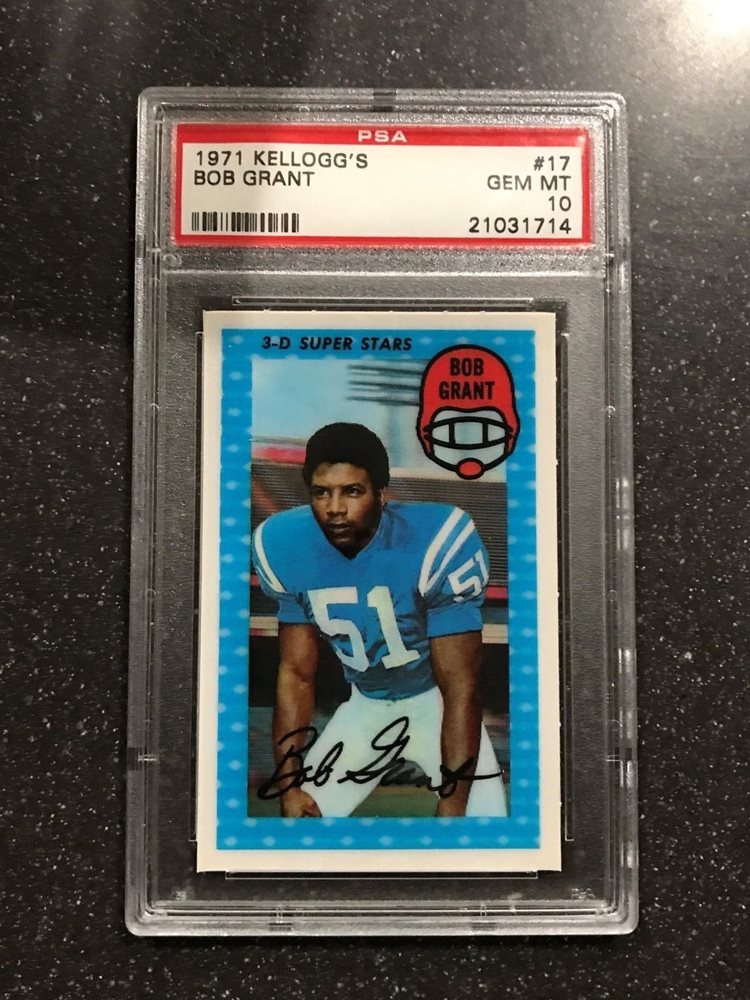 PSA
1971 KELLOGG'S #17
BOB GRANT GEM MT
10
21031714
3-D SUPER STARS
BOB
GRANT
51
51
Bob Grant